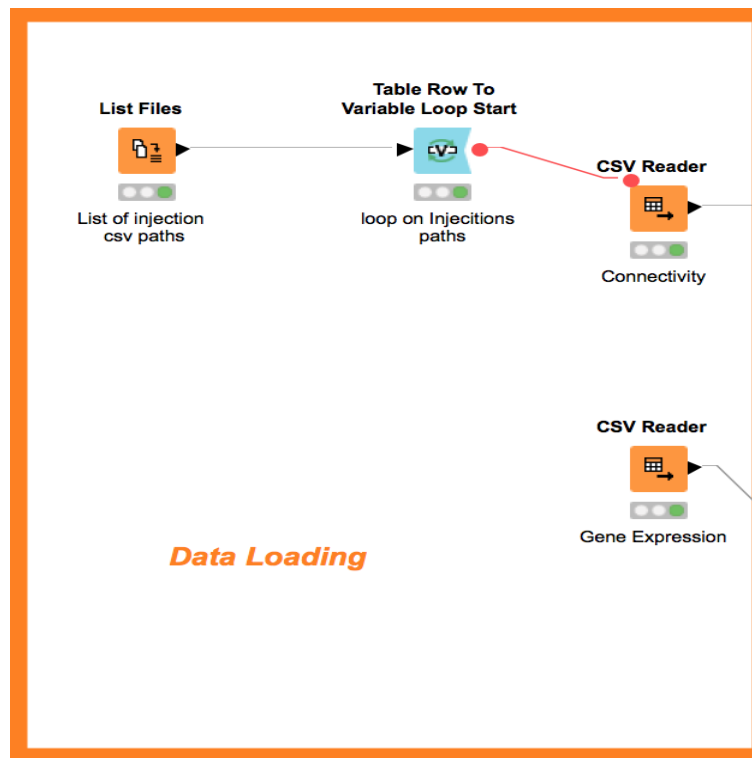 List Files
List of injection
csv paths
Table Row To
Variable Loop Start
loop on Injecitions
paths
CSV Reader
Connectivity
CSV Reader
Gene Expression
Data Loading